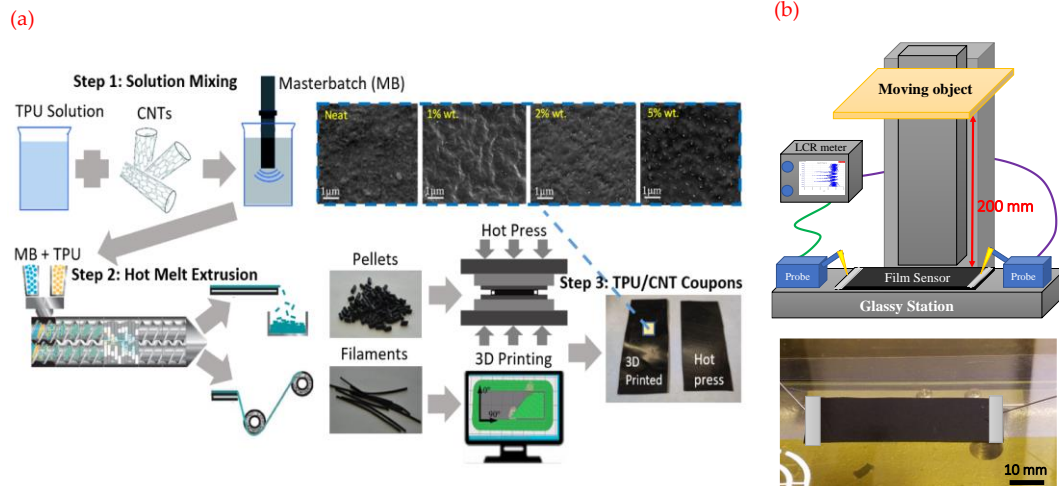 (a)
Step 1: Solution Mixing
Masterbatch (MB)
TPU Solution
CNTs
Neat
1% wt.
2% wt.
5% wt.
1μm
1μm
1μm
1μm
MB + TPU
Step 2: Hot Melt Extrusion
Pellets
Hot Press
Step 3: TPU/CNT Coupons
Filaments
3D Printing
0°
90°
3D
Printed
Hot
press
(b)
Moving object
LCR meter
200 mm
Probe
Film Sensor
Probe
Glassy Station
10 mm